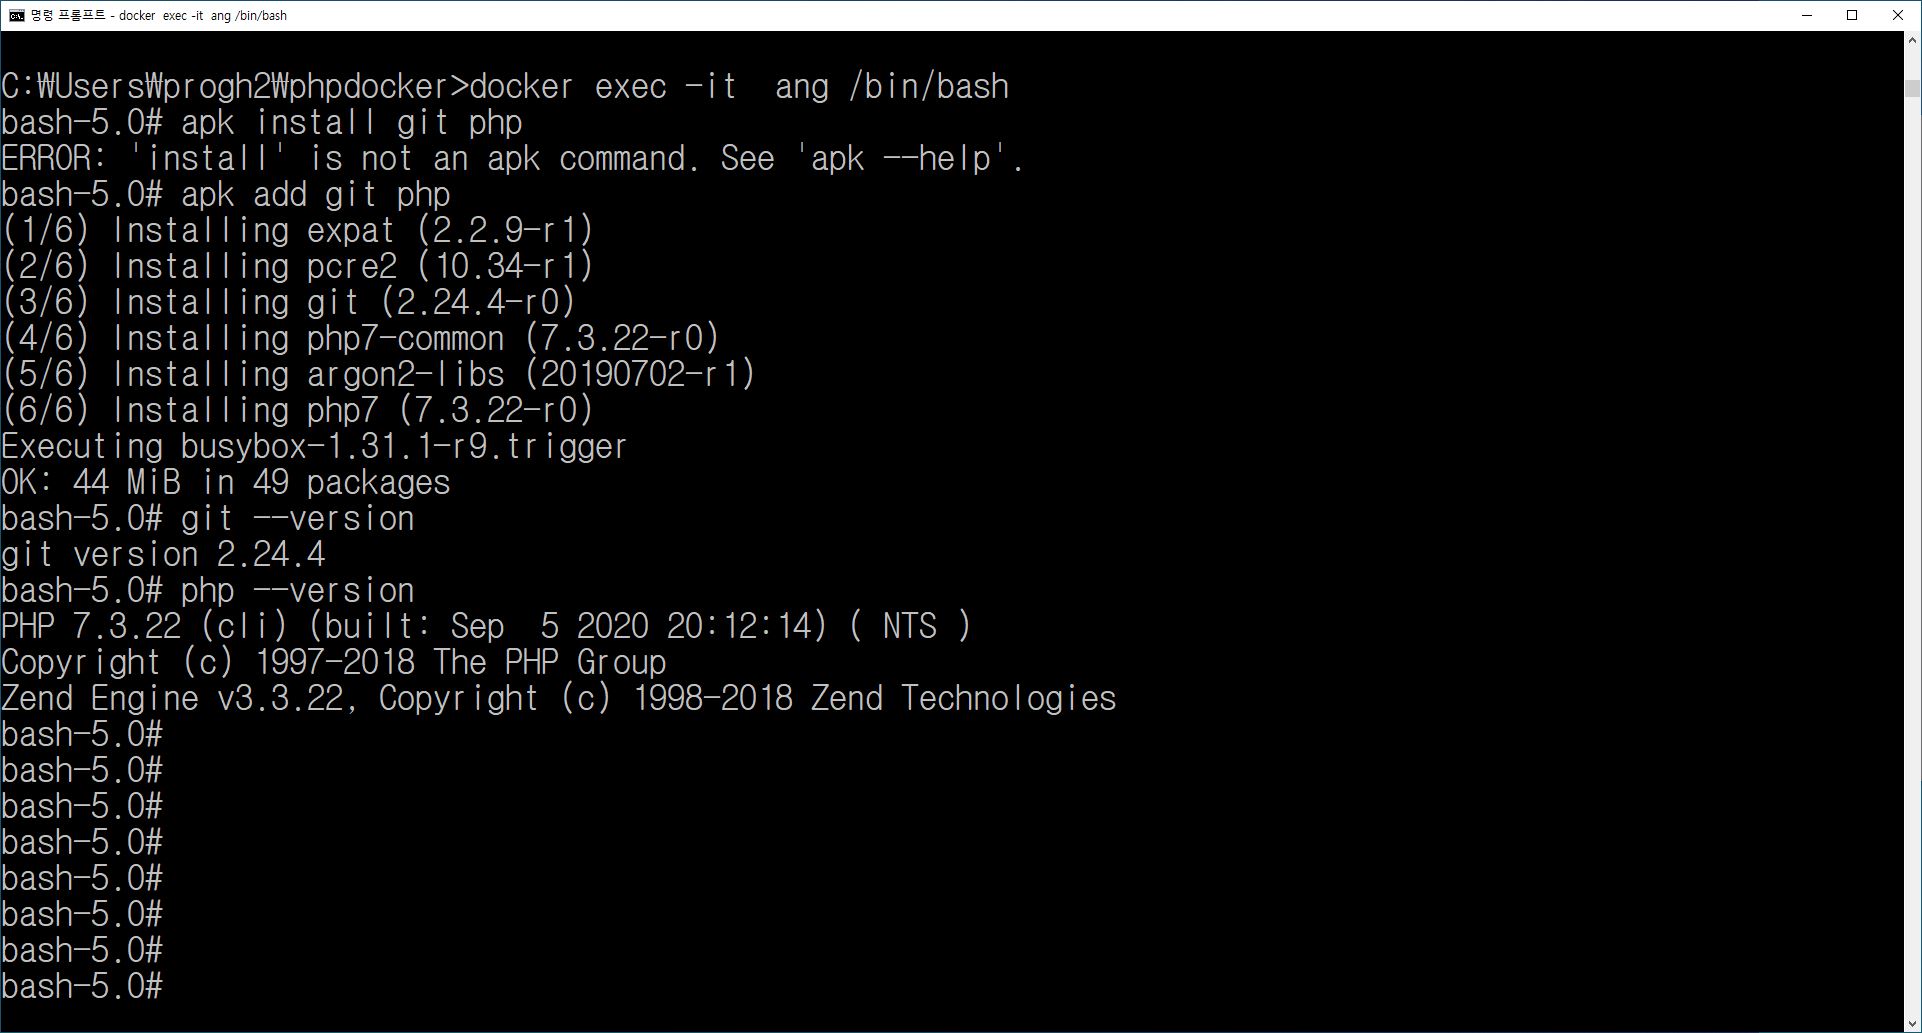 명령 프롬프트 - docker  exec -it  ang /bin/bash
C:₩Users₩progh2₩phpdocker>docker exec -it  ang /bin/bash
bash-5.0# apk install git php
ERROR: 'install' is not an apk command. See 'apk --help'.
bash-5.0# apk add git php
(1/6) Installing expat (2.2.9-r1)
(2/6) Installing pcre2 (10.34-r1)
(3/6) Installing git (2.24.4-r0)
(4/6) Installing php7-common (7.3.22-r0)
(5/6) Installing argon2-libs (20190702-r1)
(6/6) Installing php7 (7.3.22-r0)
Executing busybox-1.31.1-r9.trigger
OK: 44 MiB in 49 packages
bash-5.0# git --version
git version 2.24.4
bash-5.0# php --version
PHP 7.3.22 (cli) (built: Sep  5 2020 20:12:14) ( NTS )
Copyright (c) 1997-2018 The PHP Group
Zend Engine v3.3.22, Copyright (c) 1998-2018 Zend Technologies
bash-5.0#
bash-5.0#
bash-5.0#
bash-5.0#
bash-5.0#
bash-5.0#
bash-5.0#
bash-5.0#